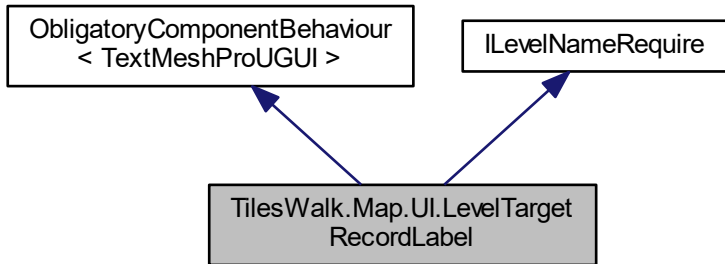 ObligatoryComponentBehaviour
< TextMeshProUGUI >
ILevelNameRequire
TilesWalk.Map.UI.LevelTarget
RecordLabel